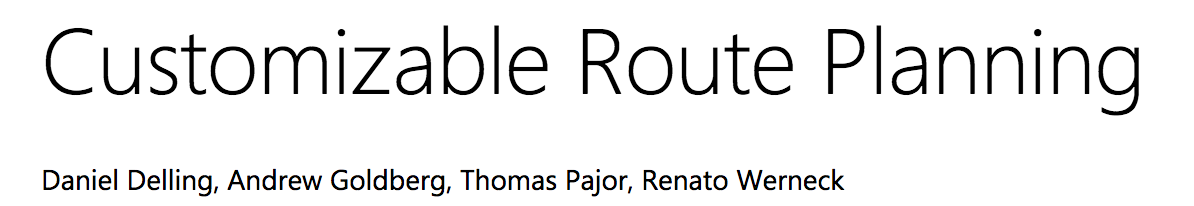 Customizable Route Planning
Daniel Delling, Andrew Goldberg, Thomas Pajor, Renato Werneck